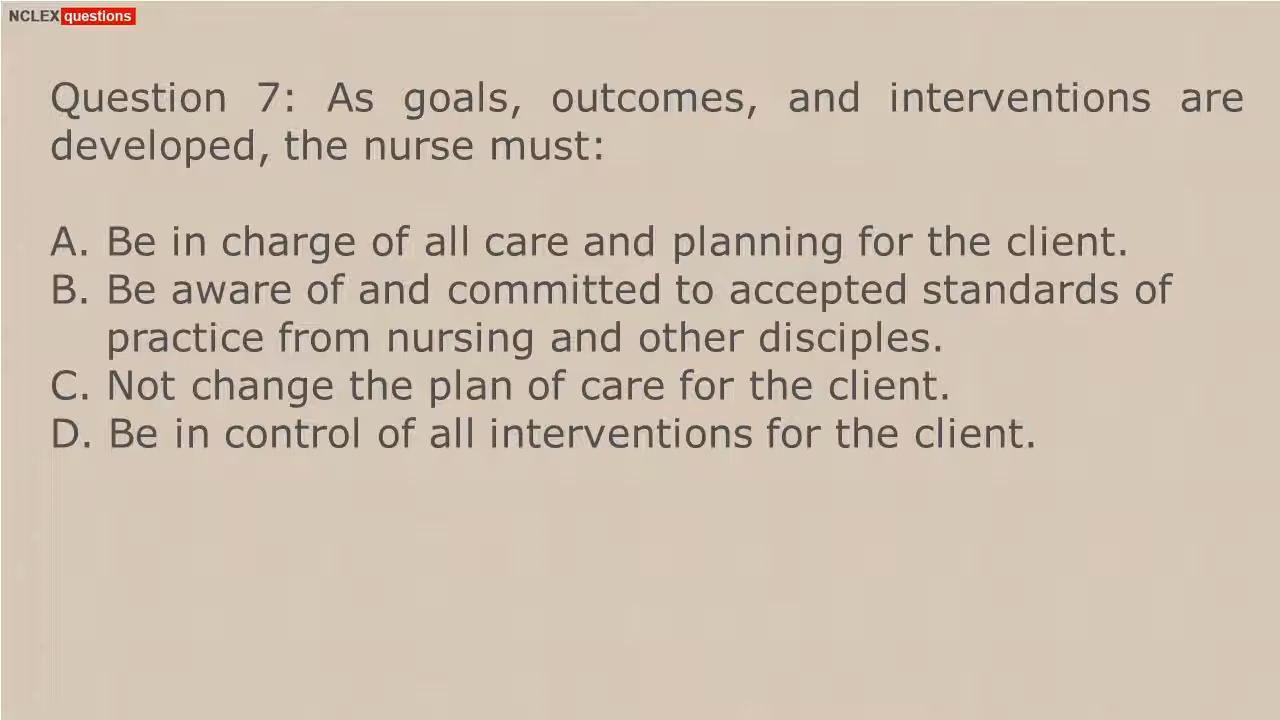 NCLEX questions
Question 7: As goals, outcomes, and interventions are
developed, the nurse must:
A. Be in charge of all care and planning for the client.
B. Be aware of and committed to accepted standards of
practice from nursing and other disciples.
C. Not change the plan of care for the client.
D. Be in control of all interventions for the client.